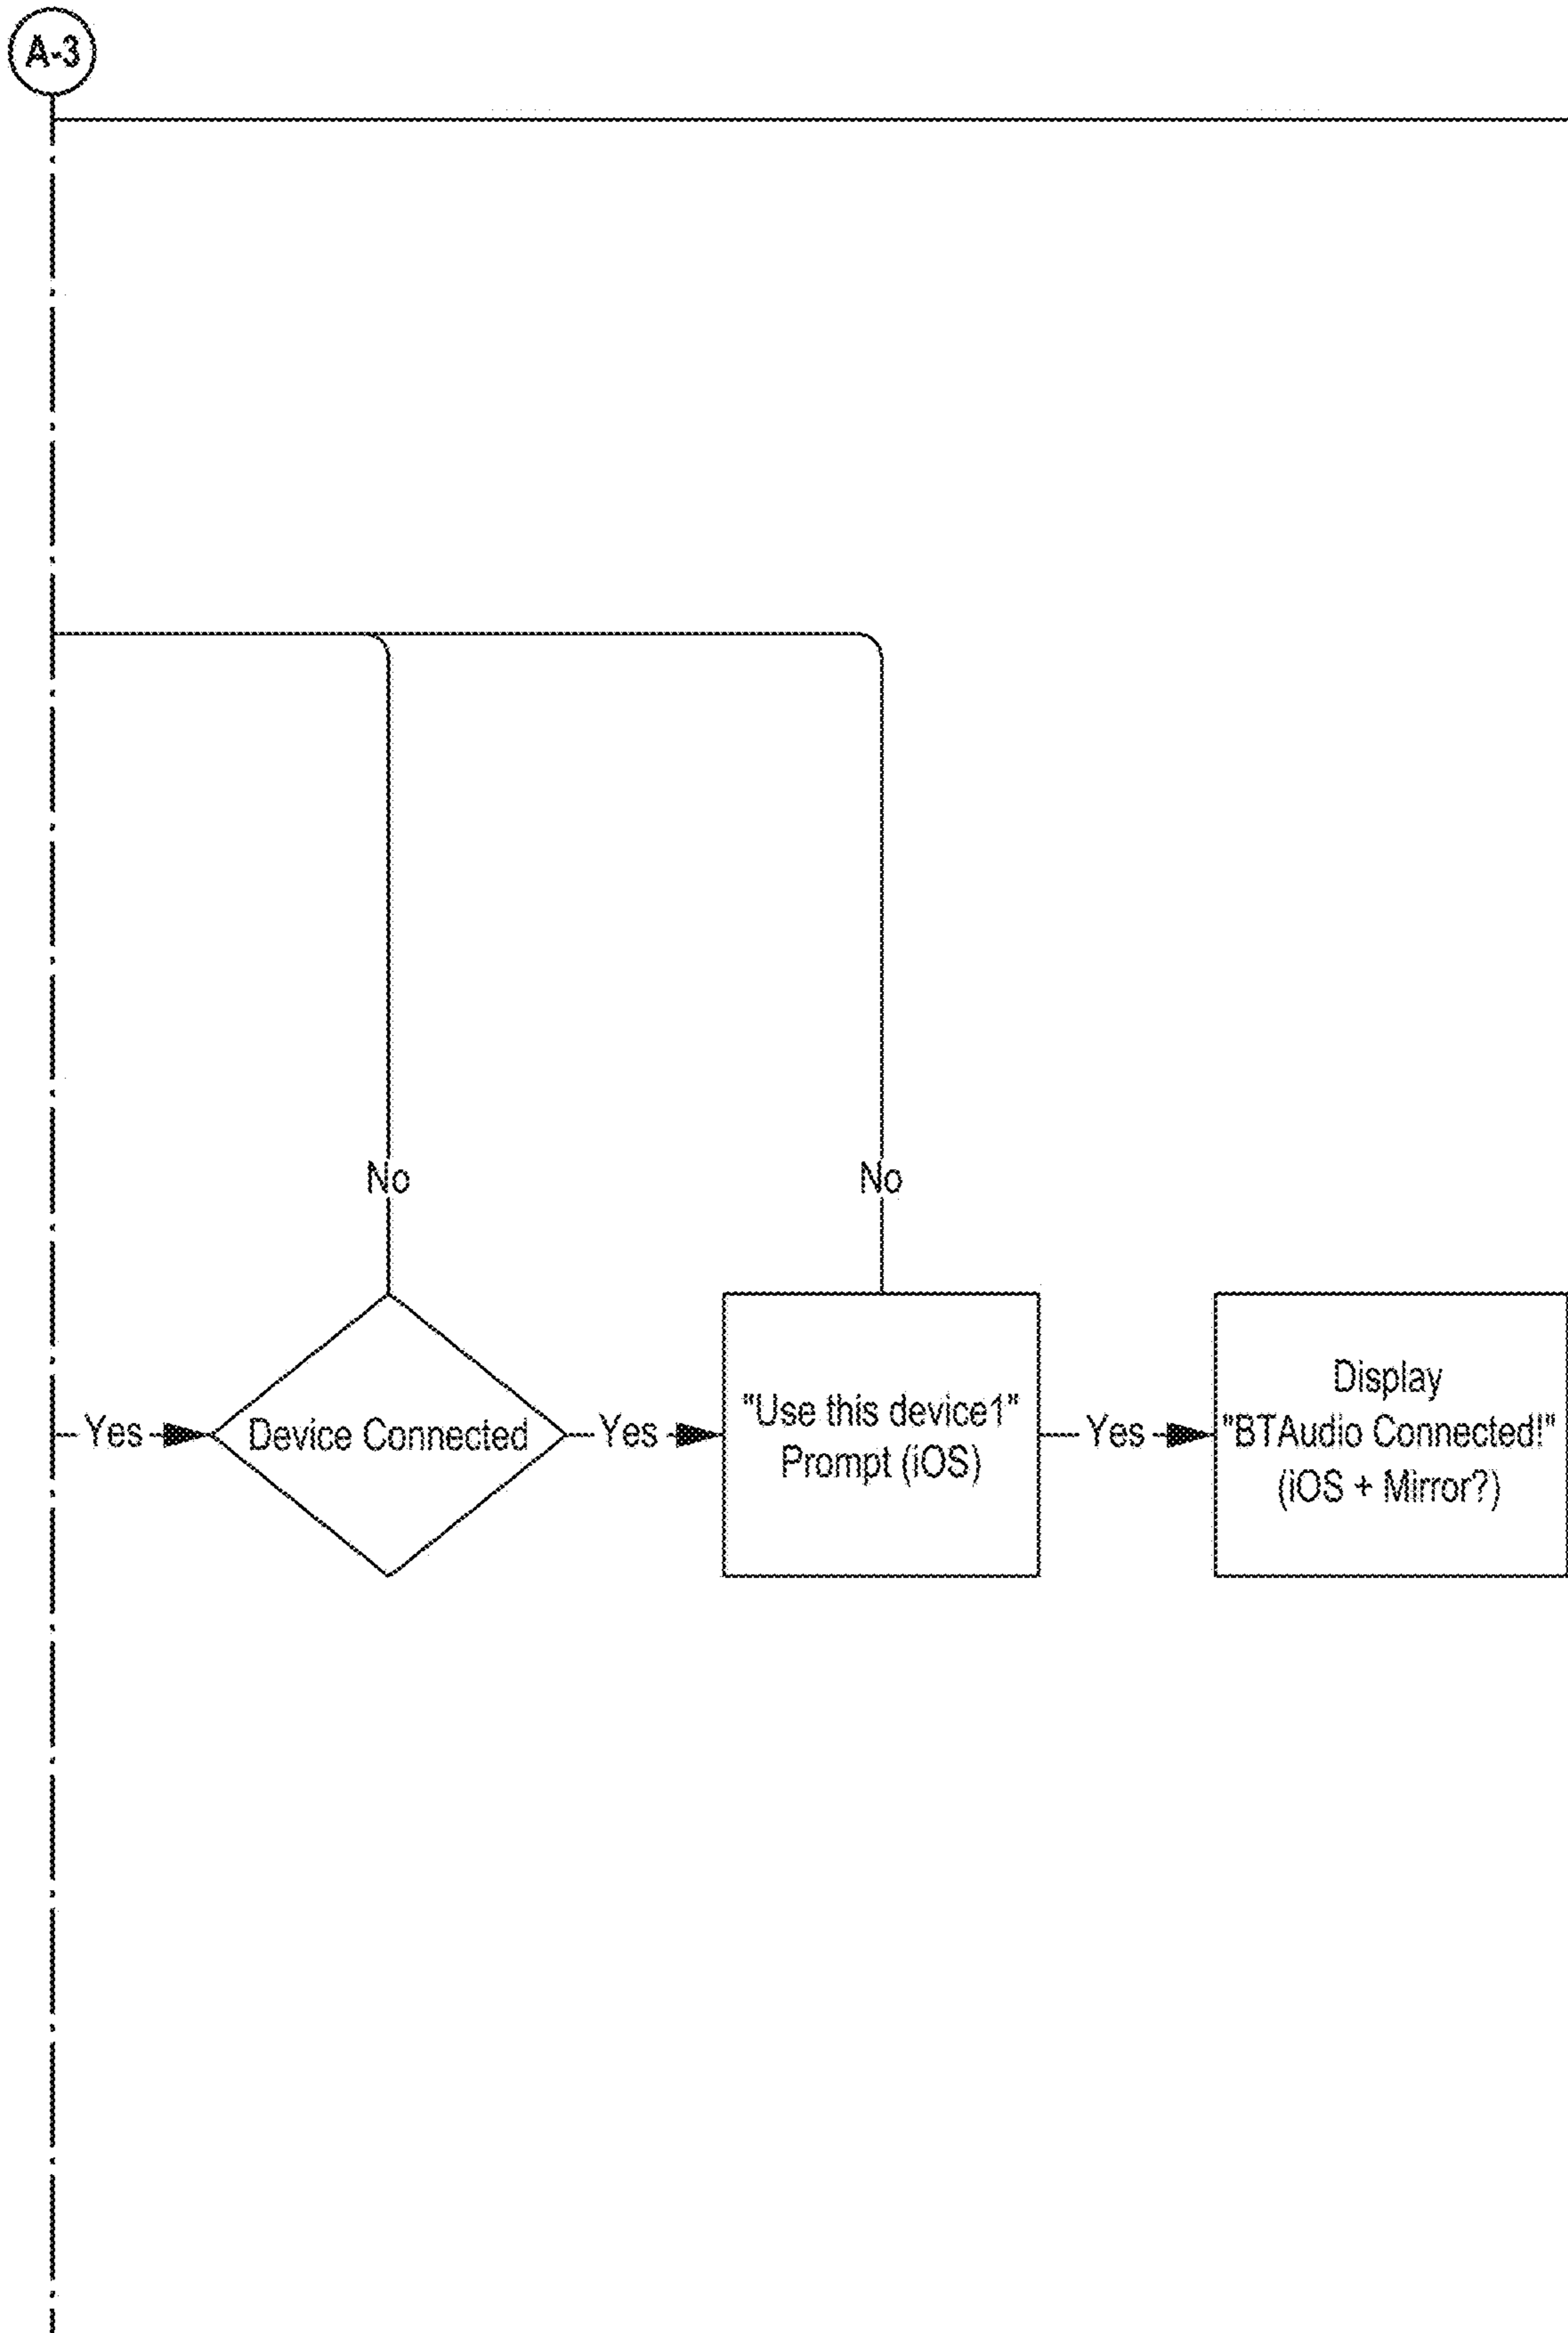 A-3
No
No
Yes
Device Connected
Yes
"Use this device1"
Prompt (iOS)
Yes
Display
"BTAudio Connected!"
(iOS + Mirror?)